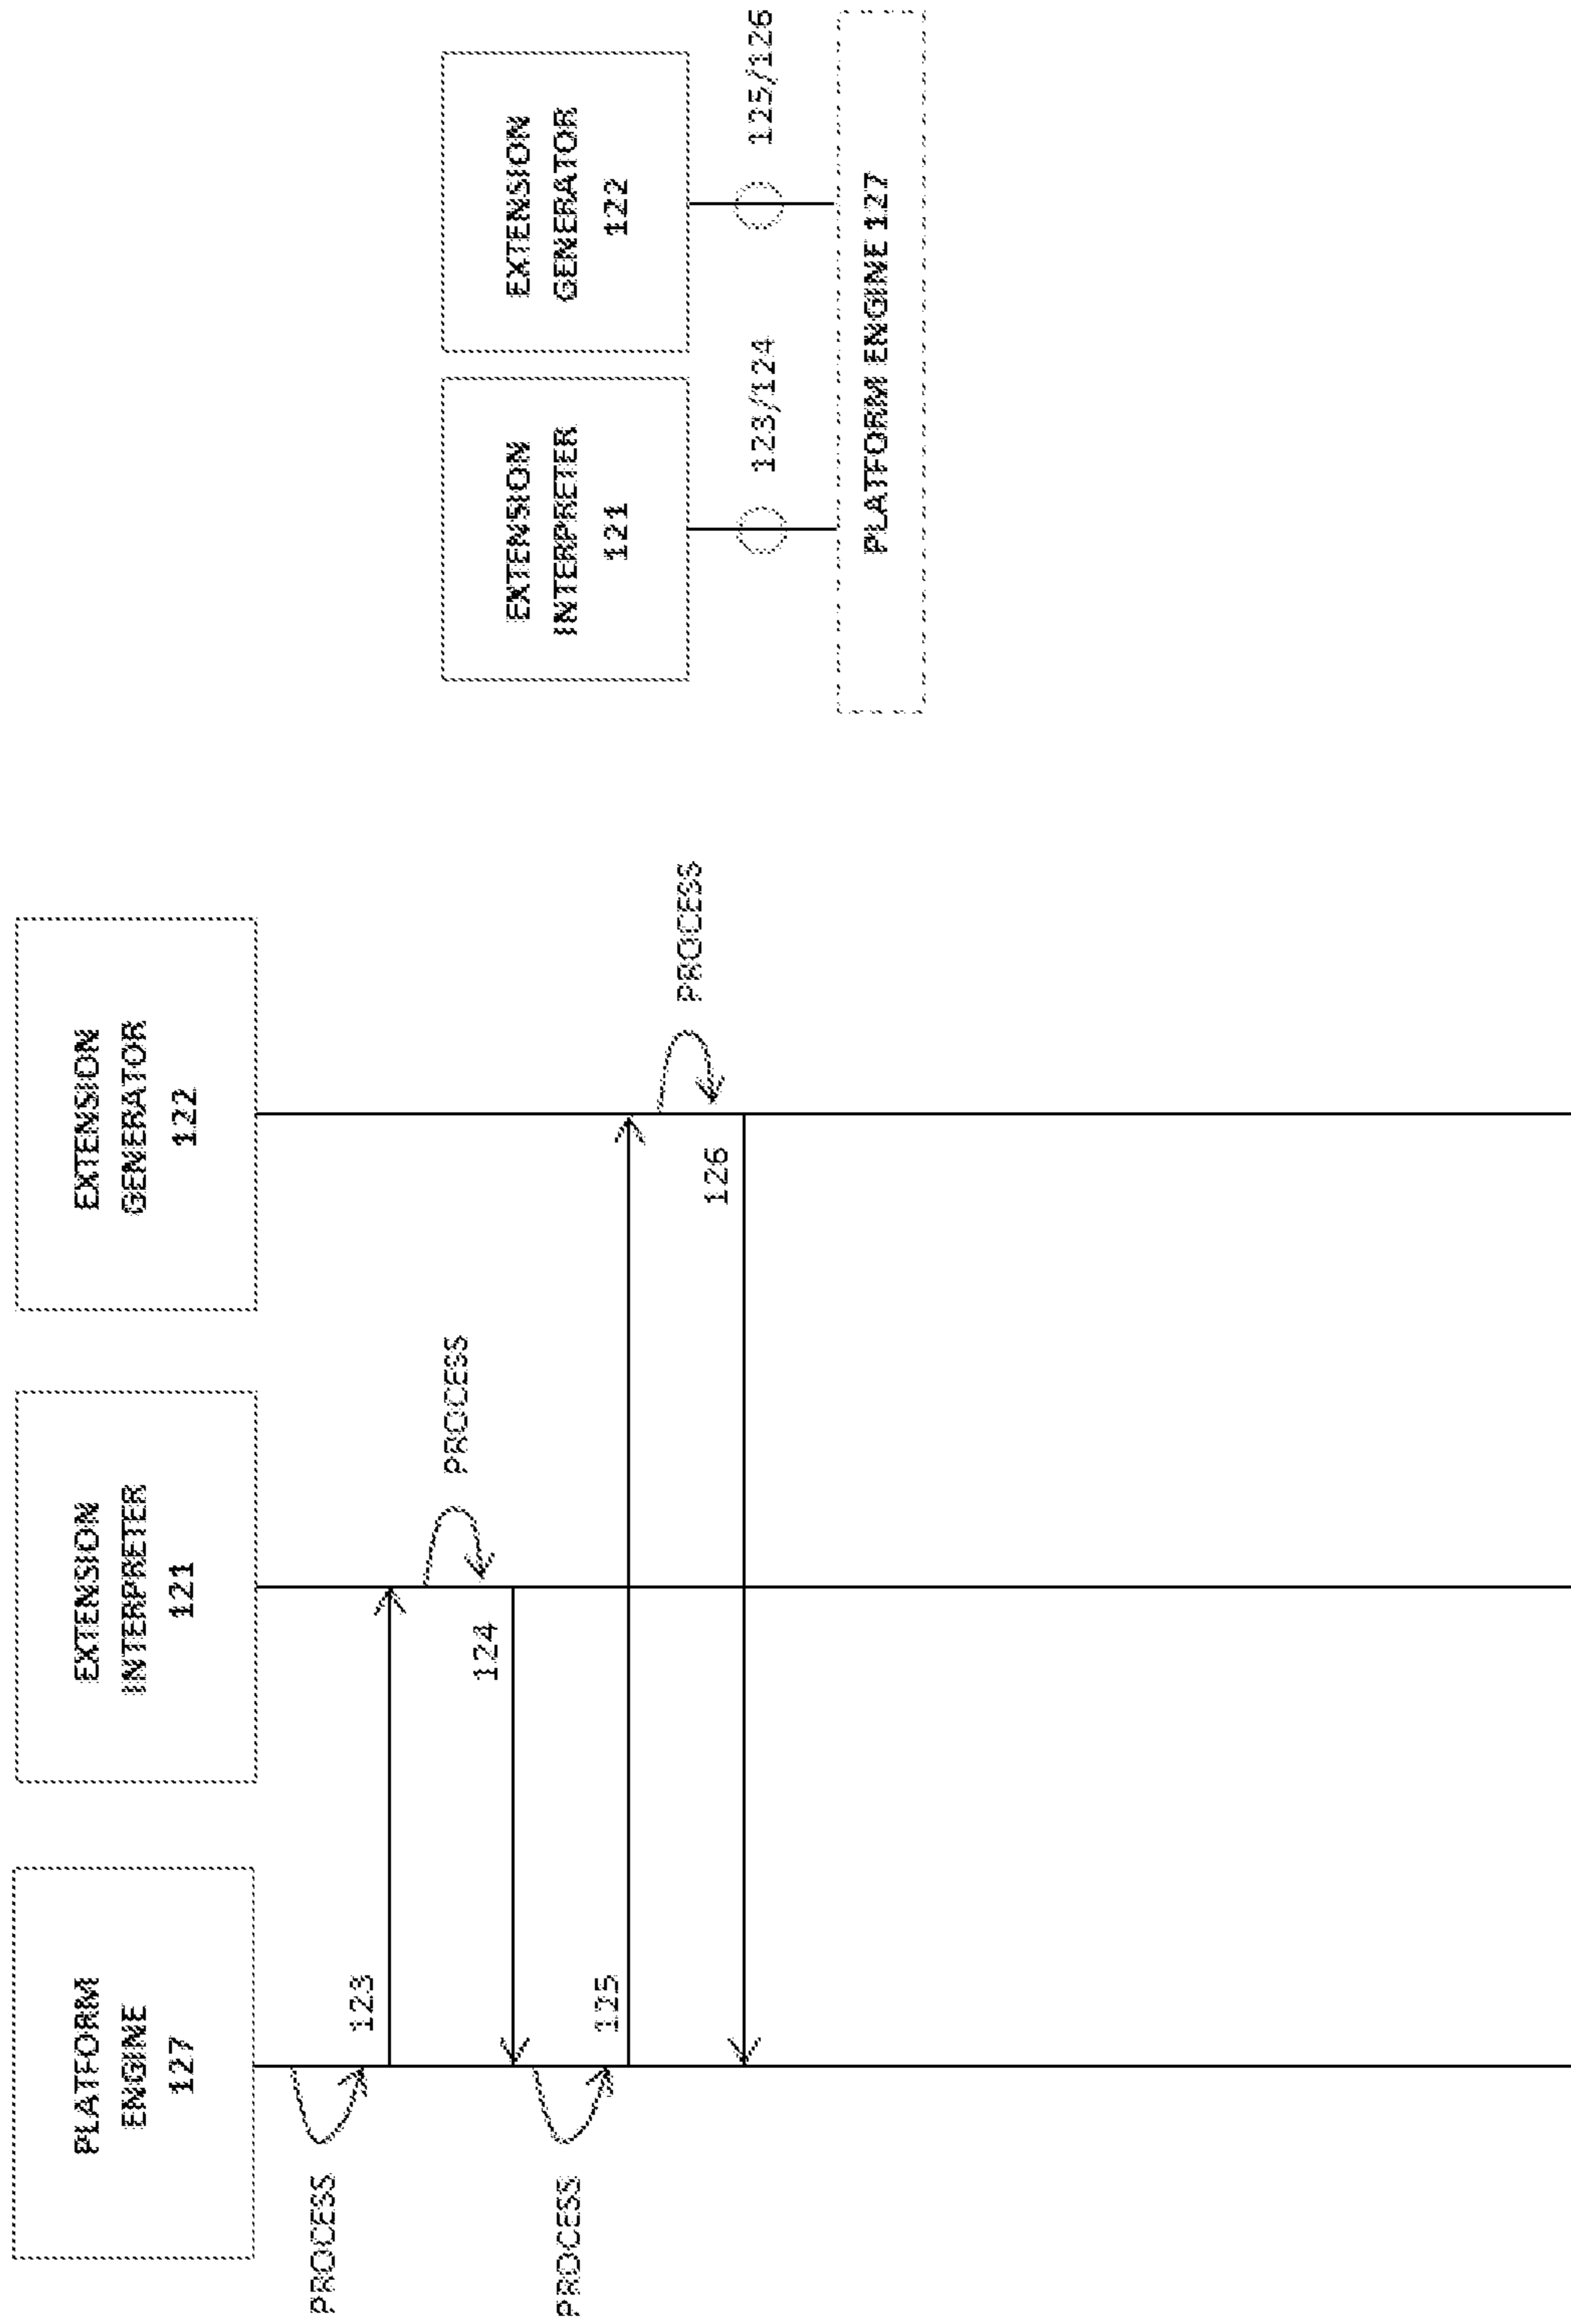 PLATFORM
ENGINE
127
EXTENSION
INTERPRETER
121
EXTENSION
GENERATOR
122
PROCESS
123
PROCESS
124
PROCESS
125
PROCESS
126
EXTENSION
INTERPRETER
121
EXTENSION
GENERATOR
122
123/124
125/126
PLATFORM ENGINE 127